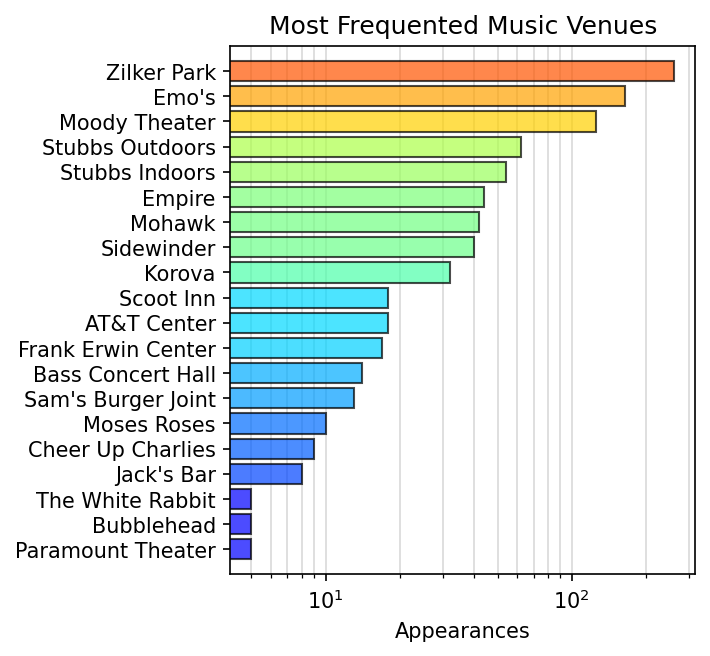 Most Frequented Music Venues
Zilker Park
Emo's
Moody Theater
Stubbs Outdoors
Stubbs Indoors
Empire
Mohawk
Sidewinder
Korova
Scoot Inn
AT&T Center
Frank Erwin Center
Bass Concert Hall
Sam's Burger Joint
Moses Roses
Cheer Up Charlies
Jack's Bar
The White Rabbit
Bubblehead
Paramount Theater
10¹ 10²
Appearances